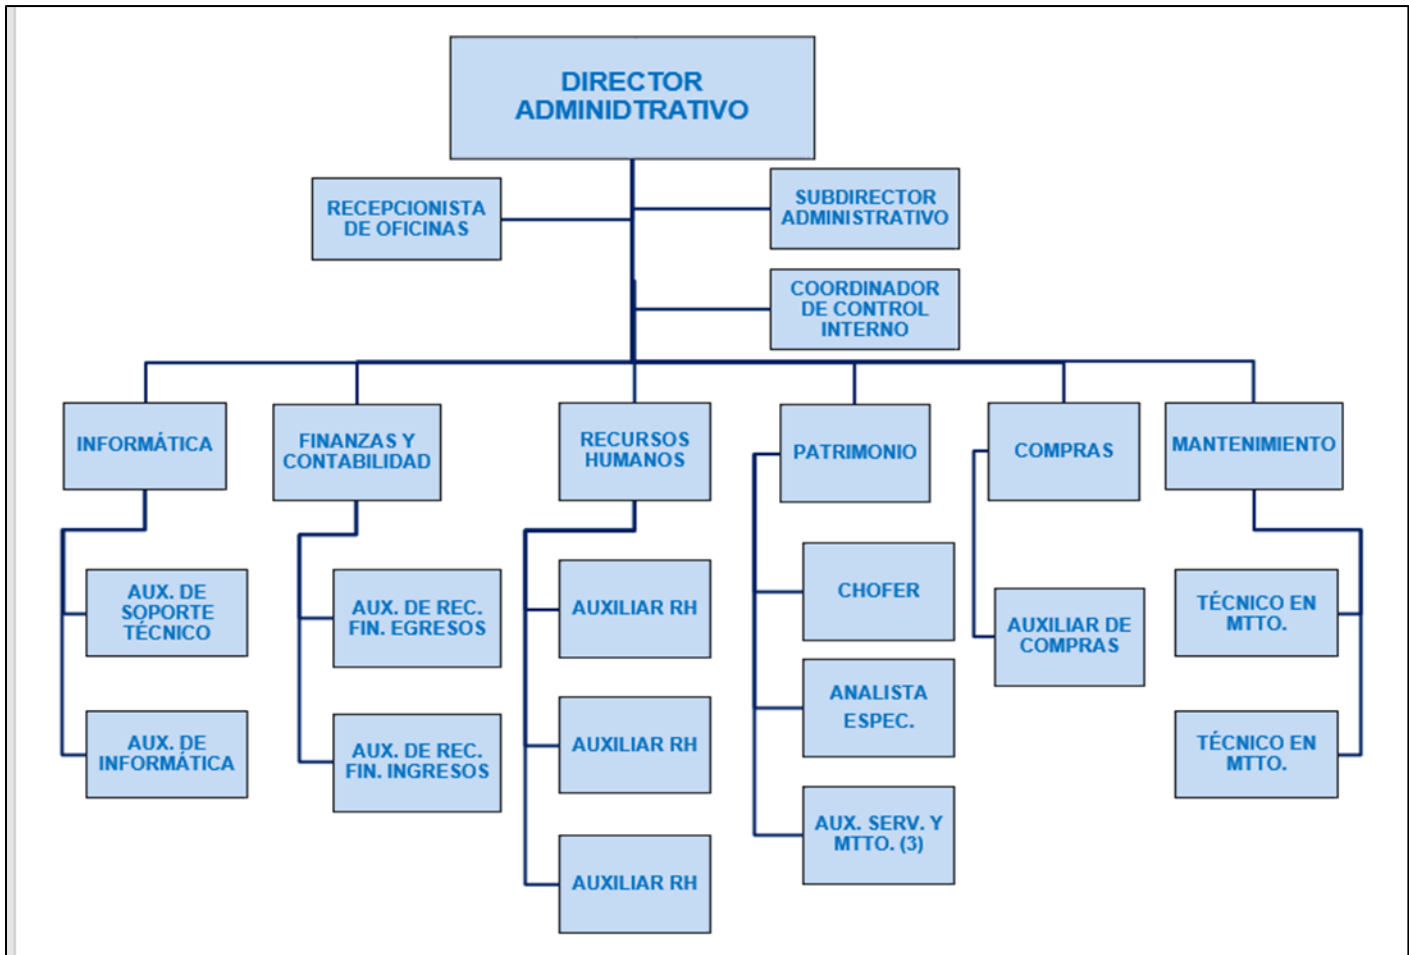 DIRECTOR
ADMINIDTRATIVO
RECEPCIONISTA
DE OFICINAS
SUBDIRECTOR
ADMINISTRATIVO
COORDINADOR
DE CONTROL
INTERNO
INFORMÁTICA
FINANZAS Y
CONTABILIDAD
RECURSOS
HUMANOS
PATRIMONIO
COMPRAS
MANTENIMIENTO
AUX. DE
SOPORTE
TÉCNICO
AUX. DE
INFORMÁTICA
AUX. DE REC.
FIN. EGRESOS
AUX. DE REC.
FIN. INGRESOS
AUXILIAR RH
AUXILIAR RH
AUXILIAR RH
CHOFER
ANALISTA
ESPEC.
AUX. SERV. Y
MTTO. (3)
AUXILIAR DE
COMPRAS
TÉCNICO EN
MTTO.
TÉCNICO EN
MTTO.